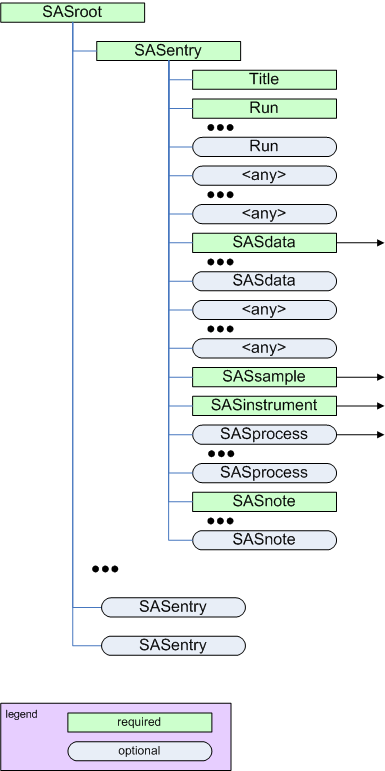 SASroot
SASentry
Title
Run
Run
<any>
<any>
SASdata
SASdata
<any>
<any>
SASsample
SASinstrument
SASprocess
SASprocess
SASnote
SASnote
SASentry
SASentry
legend
required
optional